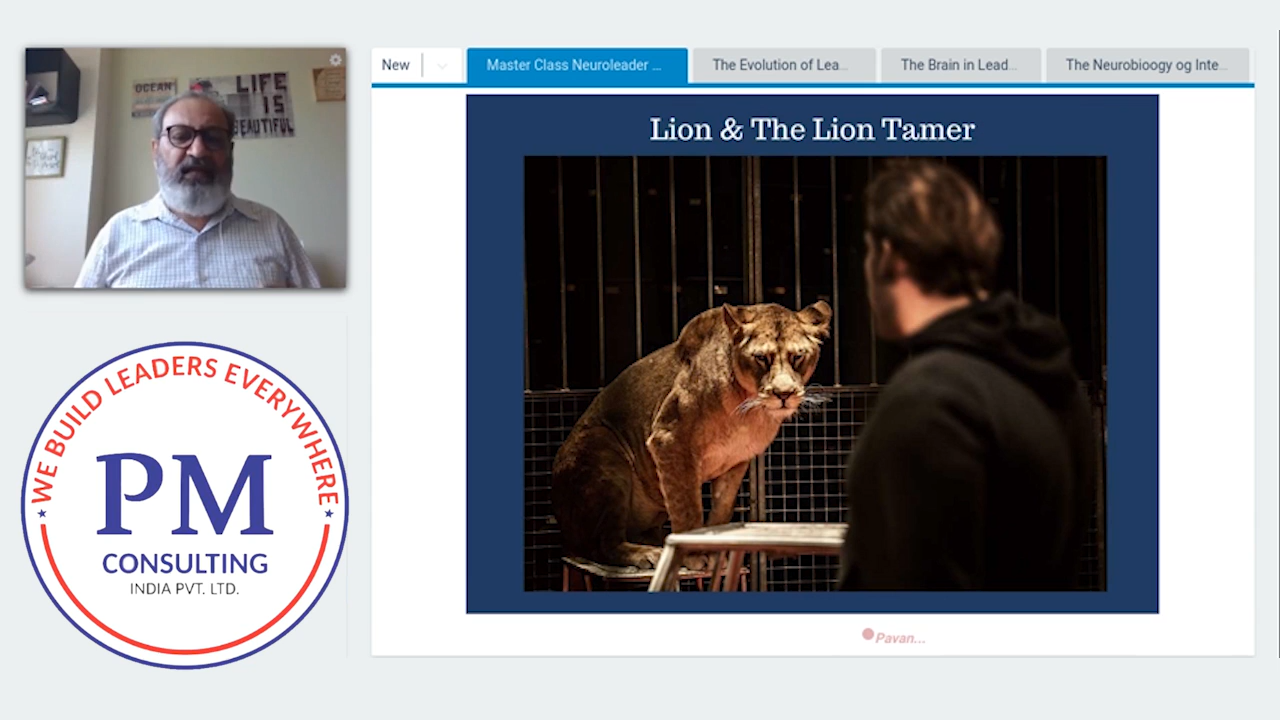 OCEAN
LIFE
IS
BEAUTIFUL
New
Master Class Neuroleader ...
The Evolution of Lea...
The Brain in Lead...
The Neurobioogy og Inte...
Lion & The Lion Tamer
WE BUILD LEADERS EVERYWHERE
PM
CONSULTING
INDIA PVT. LTD.
Pavan...